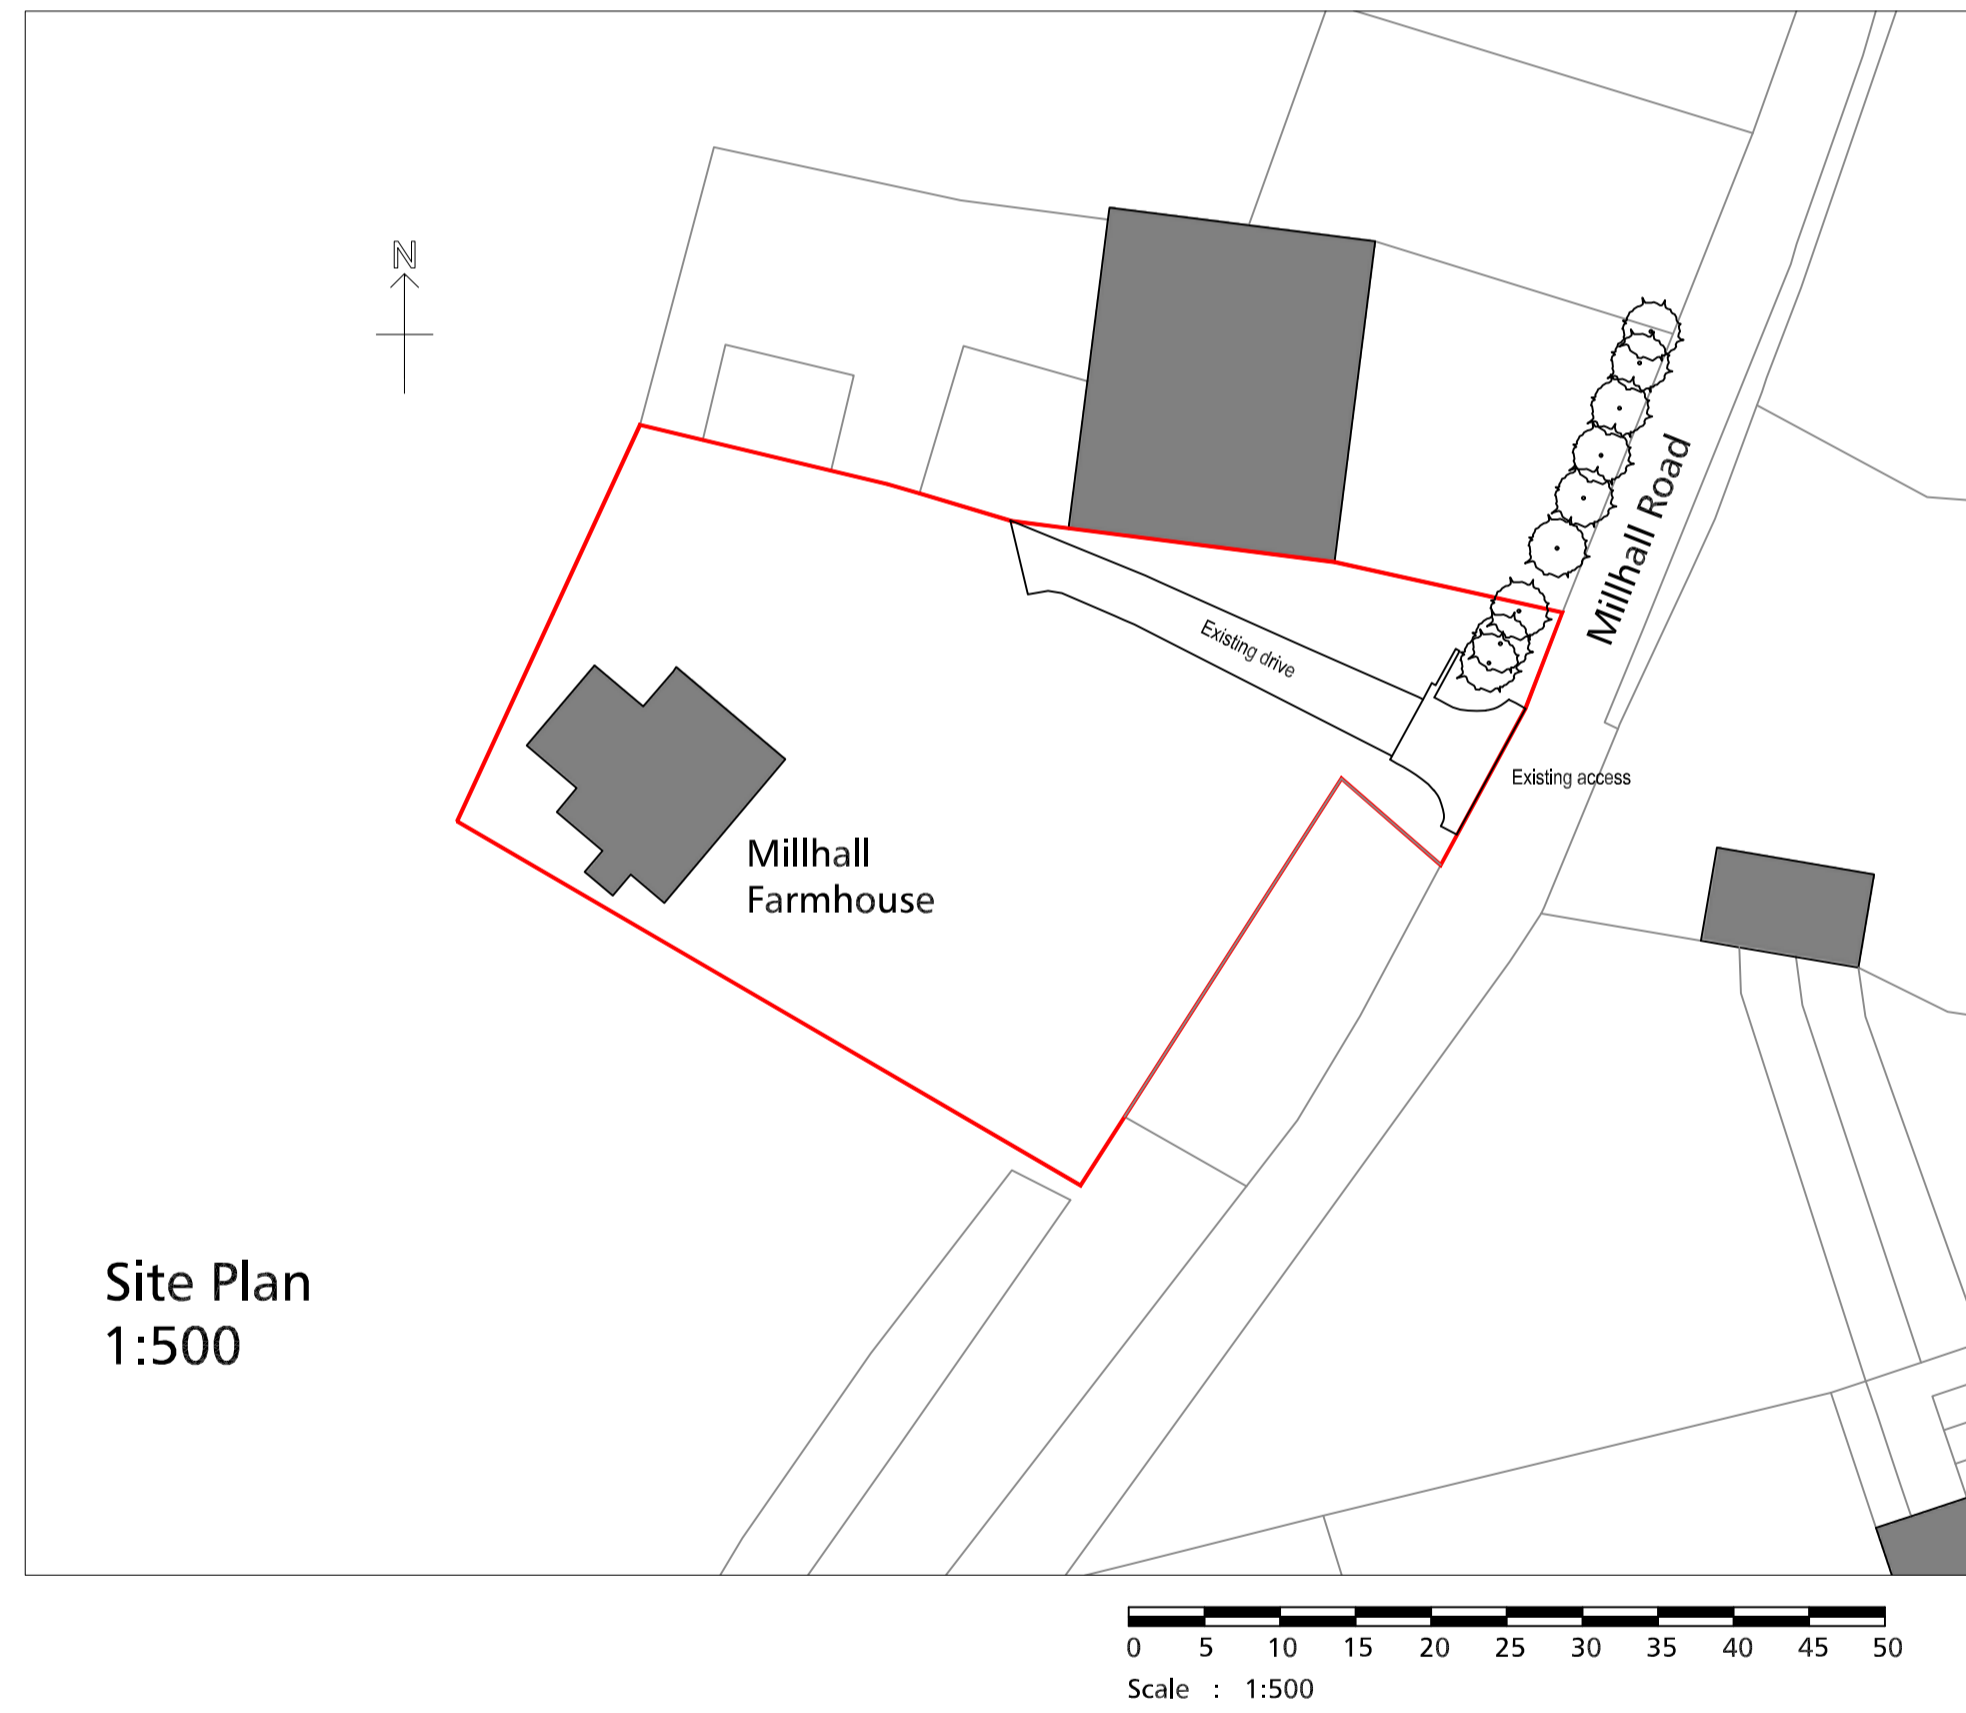 N
Millhall Road
Existing drive
Existing access
Millhall
Farmhouse
Site Plan
1:500
0 5 10 15 20 25 30 35 40 45 50
Scale : 1:500